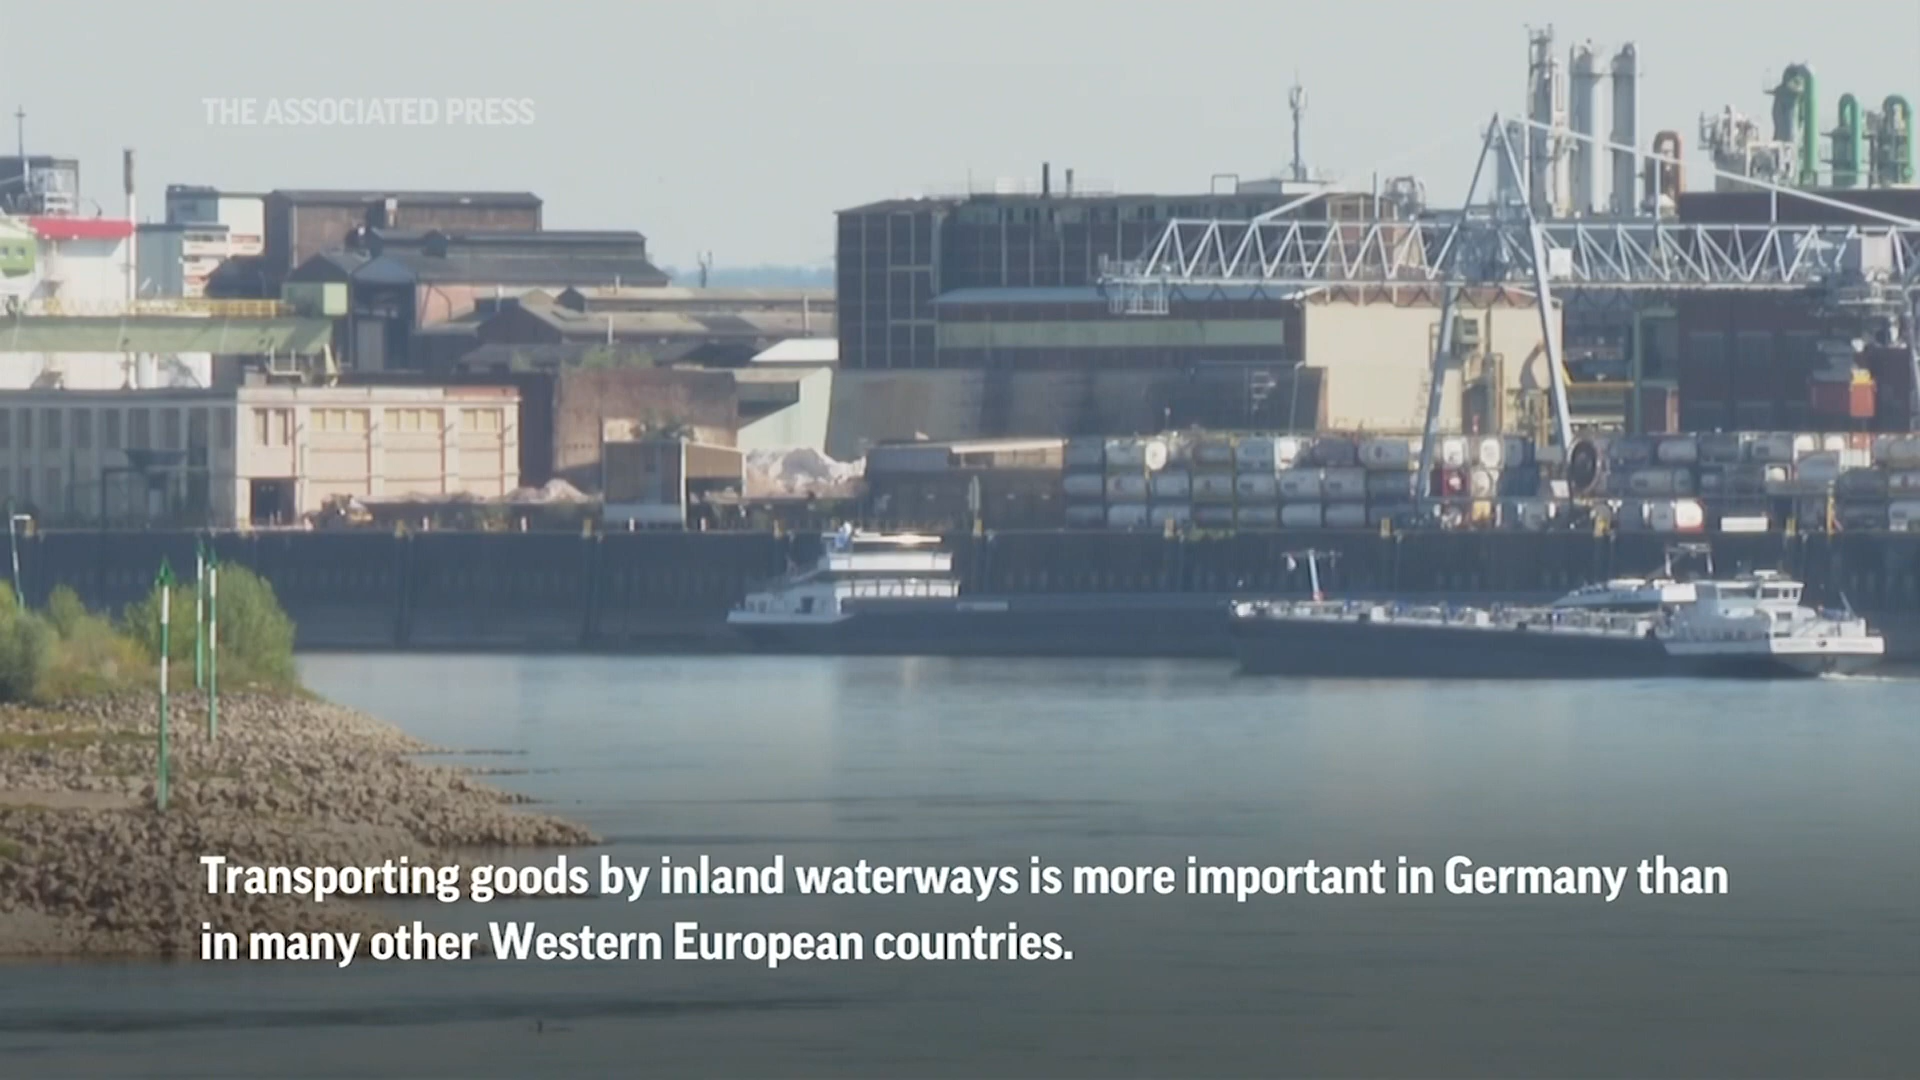 THE ASSOCIATED PRESS
Transporting goods by inland waterways is more important in Germany than
in many other Western European countries.